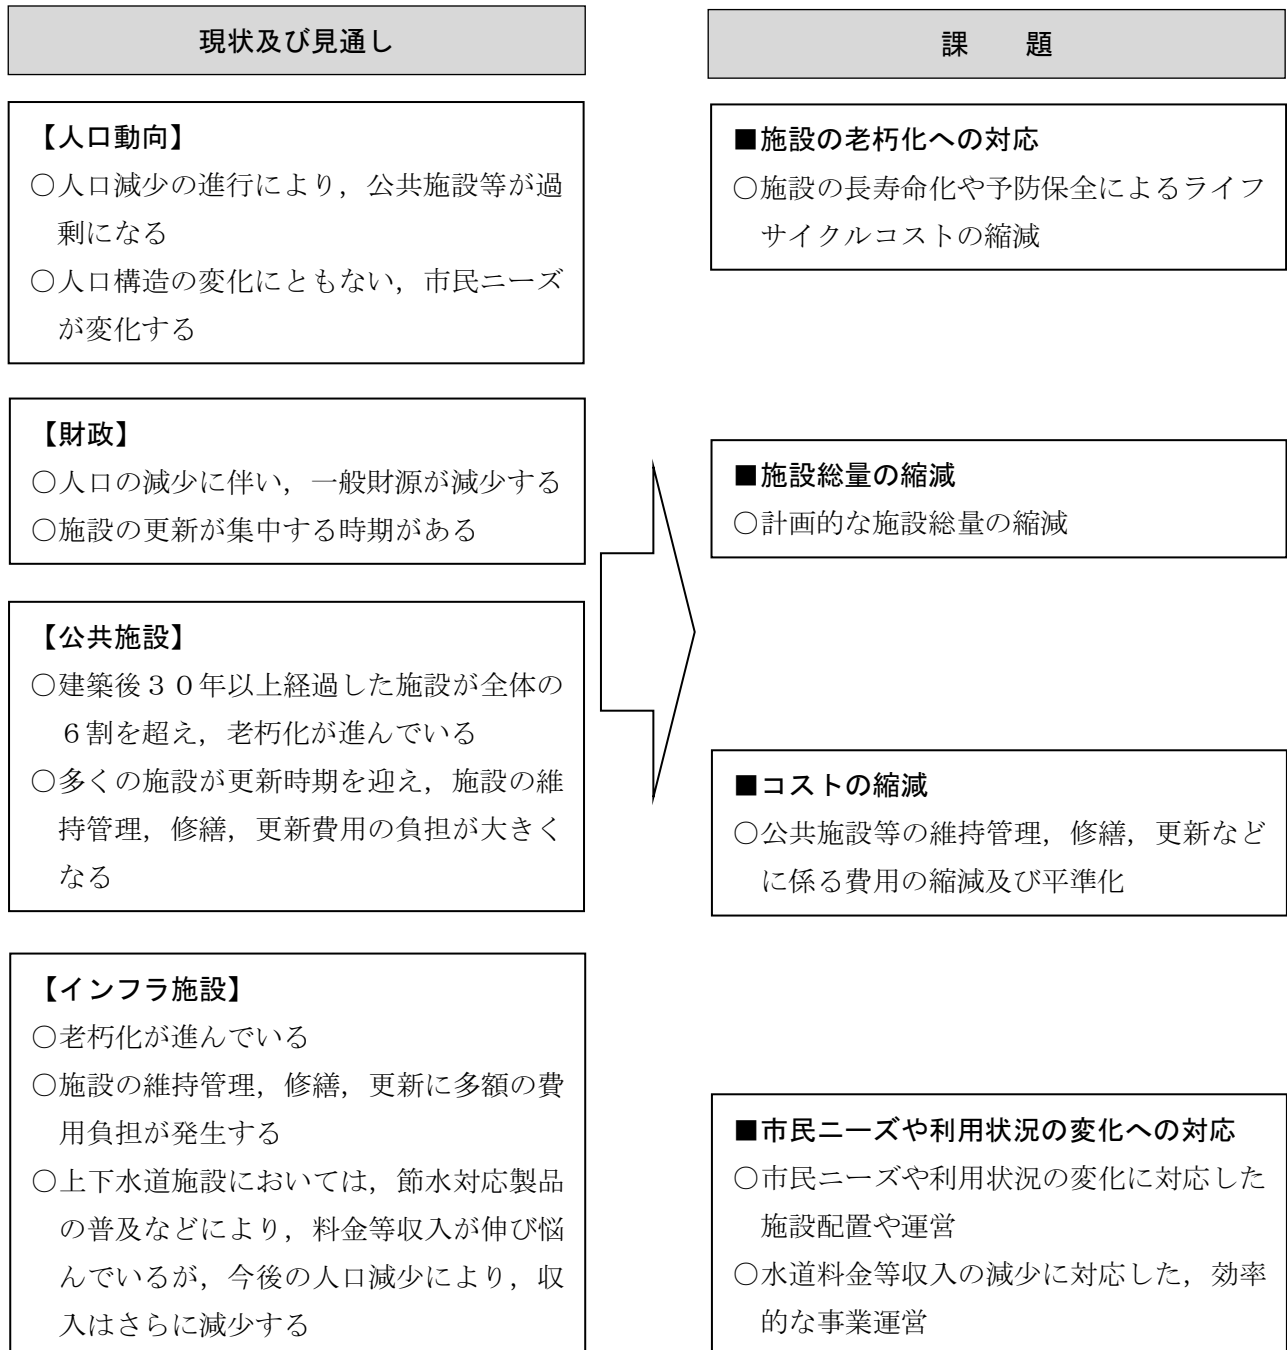 現状及び見通し
【人口動向】
○人口減少の進行により，公共施設等が過
剰になる
○人口構造の変化にともない，市民ニーズ
が変化する
【財政】
○人口の減少に伴い，一般財源が減少する
○施設の更新が集中する時期がある
【公共施設】
○建築後３０年以上経過した施設が全体の
６割を超え，老朽化が進んでいる
○多くの施設が更新時期を迎え，施設の維
持管理，修繕，更新費用の負担が大きく
なる
【インフラ施設】
○老朽化が進んでいる
○施設の維持管理，修繕，更新に多額の費
用負担が発生する
○上下水道施設においては，節水対応製品
の普及などにより，料金等収入が伸び悩
んでいるが，今後の人口減少により，収
入はさらに減少する
課　　題
■施設の老朽化への対応
○施設の長寿命化や予防保全によるライフ
サイクルコストの縮減
■施設総量の縮減
○計画的な施設総量の縮減
■コストの縮減
○公共施設等の維持管理，修繕，更新など
に係る費用の縮減及び平準化
■市民ニーズや利用状況の変化への対応
○市民ニーズや利用状況の変化に対応した
施設配置や運営
○水道料金等収入の減少に対応した，効率
的な事業運営